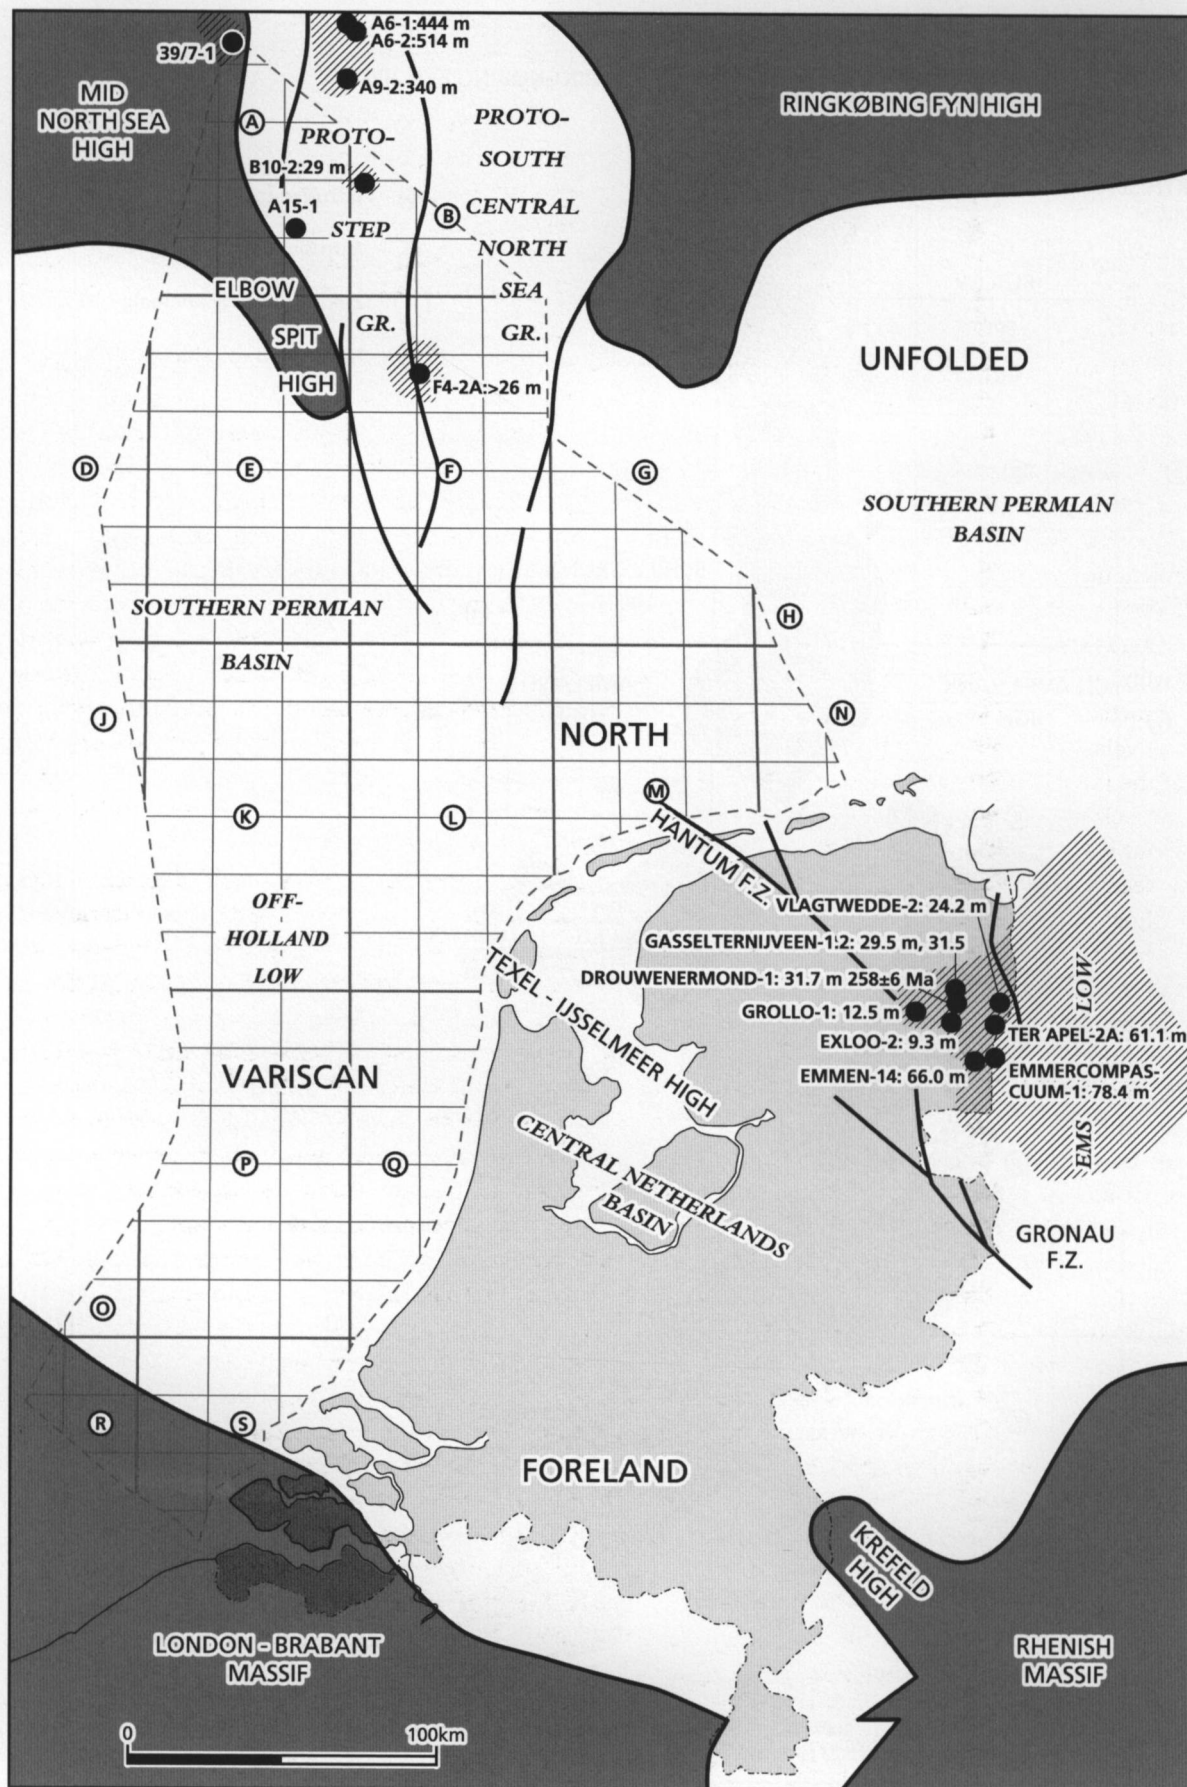 A6-1:444 m
A6-2:514 m
39/7-1
A9-2:340 m
MID
NORTH SEA
HIGH
RINGKØBING FYN HIGH
PROTO-
SOUTH
CENTRAL
NORTH
SEA
GR.
A
PROTO-
STEP
GR.
B10-2:29 m
A15-1
B
ELBOW
SPIT
HIGH
UNFOLDED
F4-2A:>26 m
D
E
F
G
SOUTHERN PERMIAN
BASIN
SOUTHERN PERMIAN
BASIN
H
J
N
NORTH
K
L
M
HANTUM F.Z.
OFF-
HOLLAND
LOW
VLAGTWEDDE-2: 24.2 m
GASSELTERNIJVEEN-1:2: 29.5 m, 31.5
DROUWENERMOND-1: 31.7 m 258±6 Ma
GROLLO-1: 12.5 m
EXLOO-2: 9.3 m
EMMEN-14: 66.0 m
TER APEL-2A: 61.1 m
EMMERCOMPAS-
CUUM-1: 78.4 m
EMS LOW
TEXEL - IJSSELMEER HIGH
VARISCAN
CENTRAL NETHERLANDS
BASIN
P
Q
GRONAU
F.Z.
O
R
S
FORELAND
KREFELD
HIGH
LONDON - BRABANT
MASSIF
RHENISH
MASSIF
0 100km